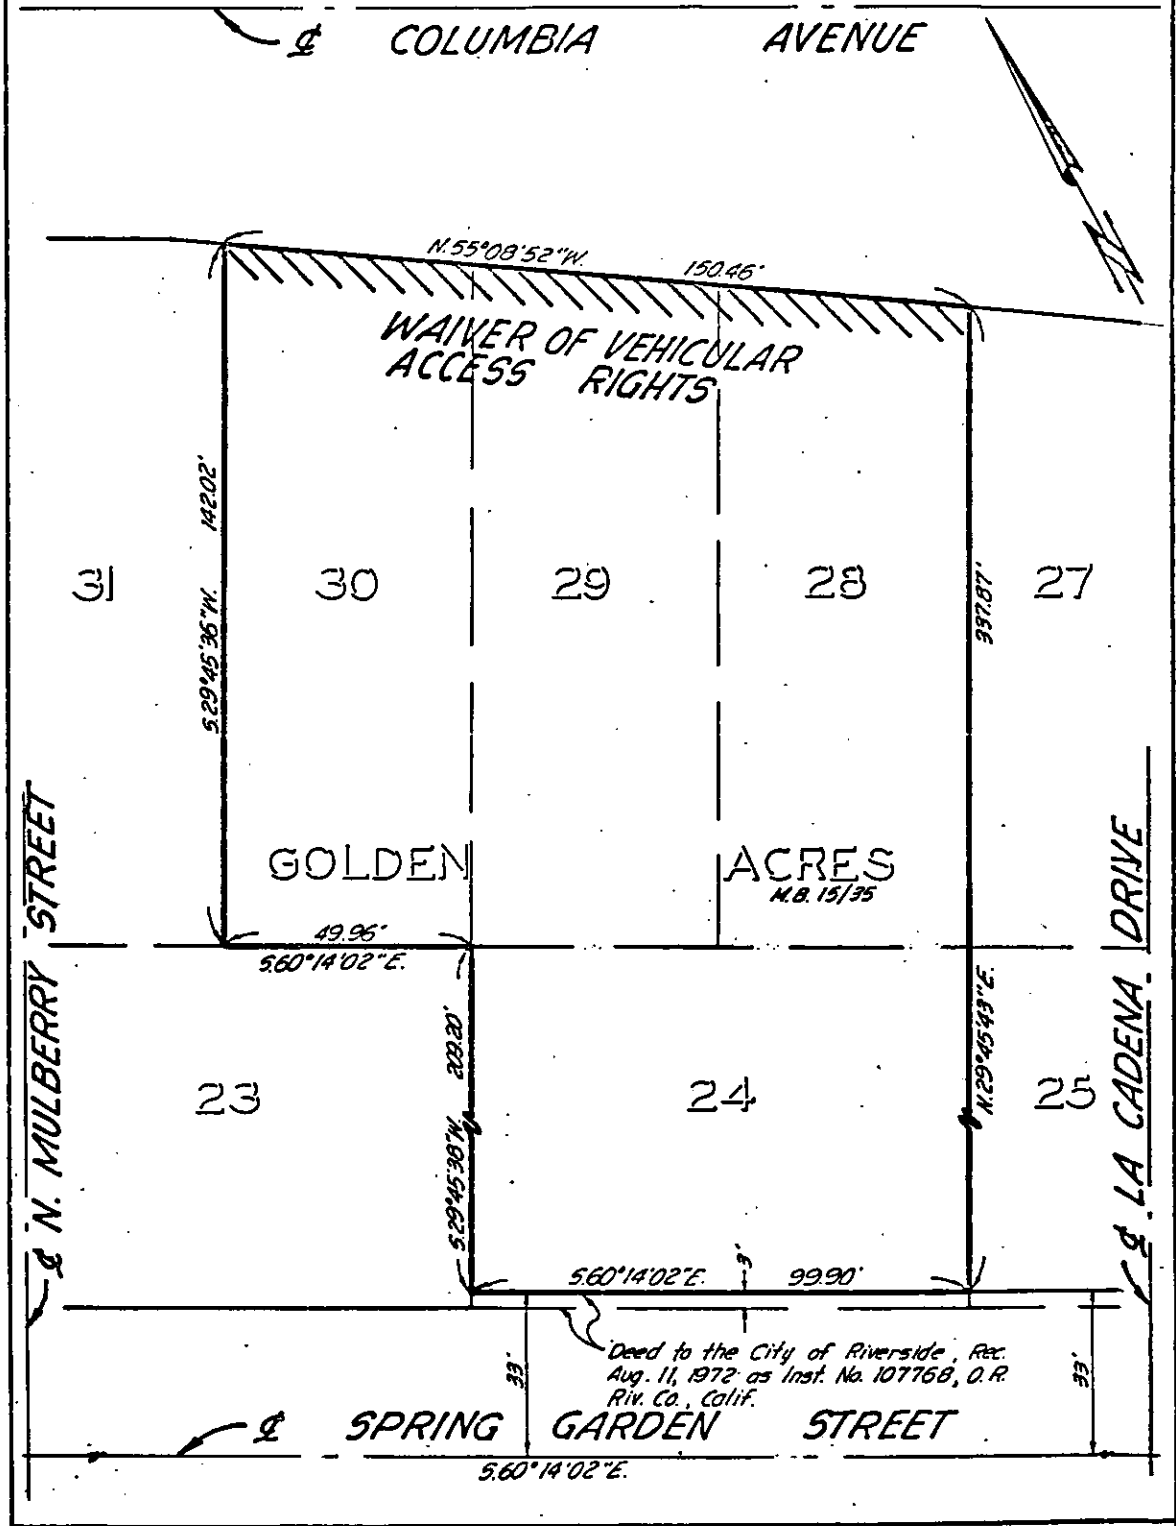 ℄ COLUMBIA AVENUE
N.55°08'52"W. 150.46'
WAIVER OF VEHICULAR
ACCESS RIGHTS
S.29°45'36"W. 142.02'
31
30
29
28
27
337.87'
GOLDEN ACRES
M.B. 15/35
49.96'
S.60°14'02"E.
S.29°45'38"W. 209.20'
N.29°45'43"E.
23
24
25
℄ N. MULBERRY STREET
℄ LA CADENA DRIVE
S.60°14'02"E. 3' 99.90'
Deed to the City of Riverside, Rec.
Aug. 11, 1972 as Inst. No. 107768, O.R.
Riv. Co., Calif.
33'
33'
℄ SPRING GARDEN STREET
S.60°14'02"E.